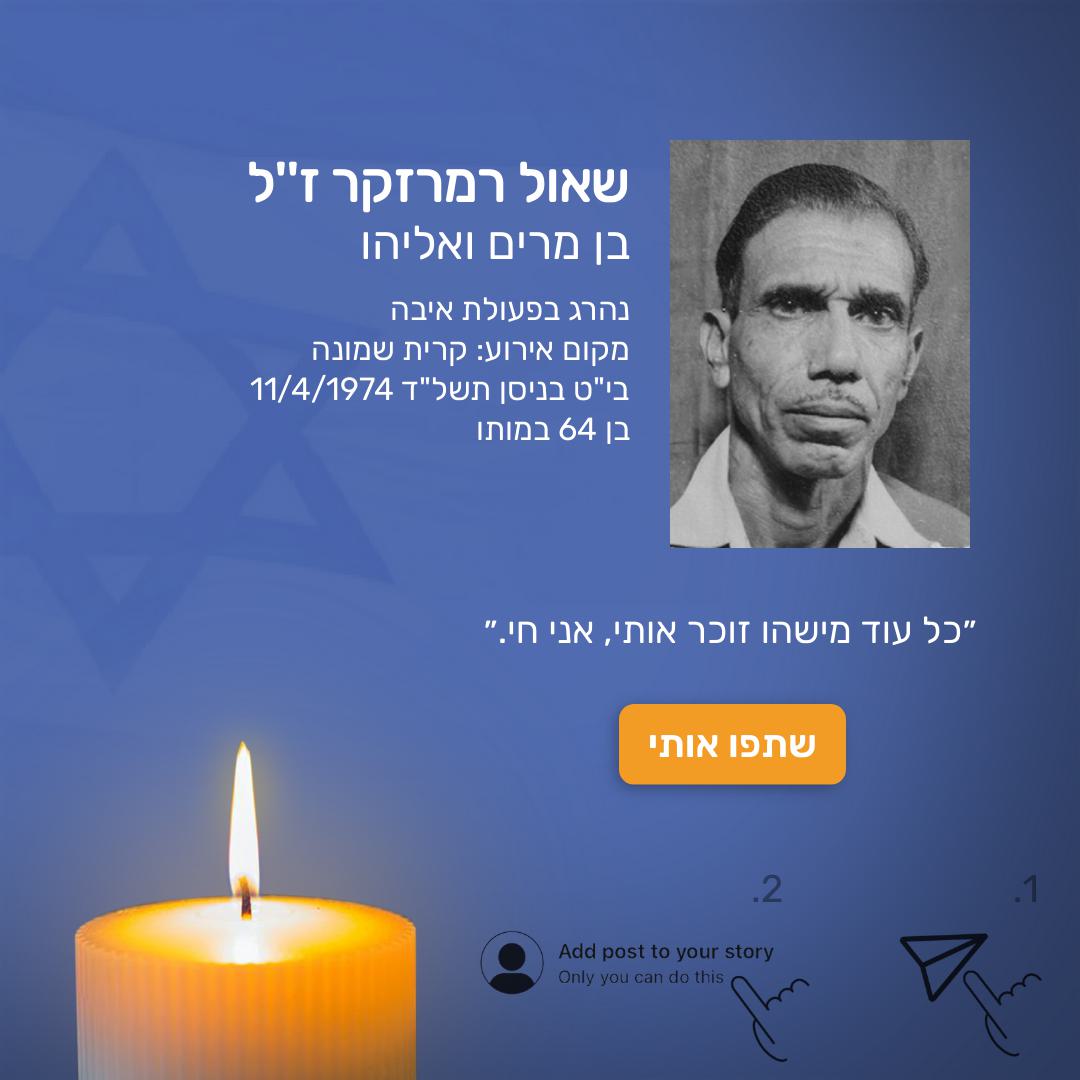 שאול רמרזקר ז"ל
בן מרים ואליהו
נהרג בפעולת איבה
מקום אירוע: קרית שמונה
בי"ט בניסן תשל"ד 11/4/1974
בן 64 במותו
״כל עוד מישהו זוכר אותי, אני חי.״
שתפו אותי
.1
.2
Add post to your story
Only you can do this